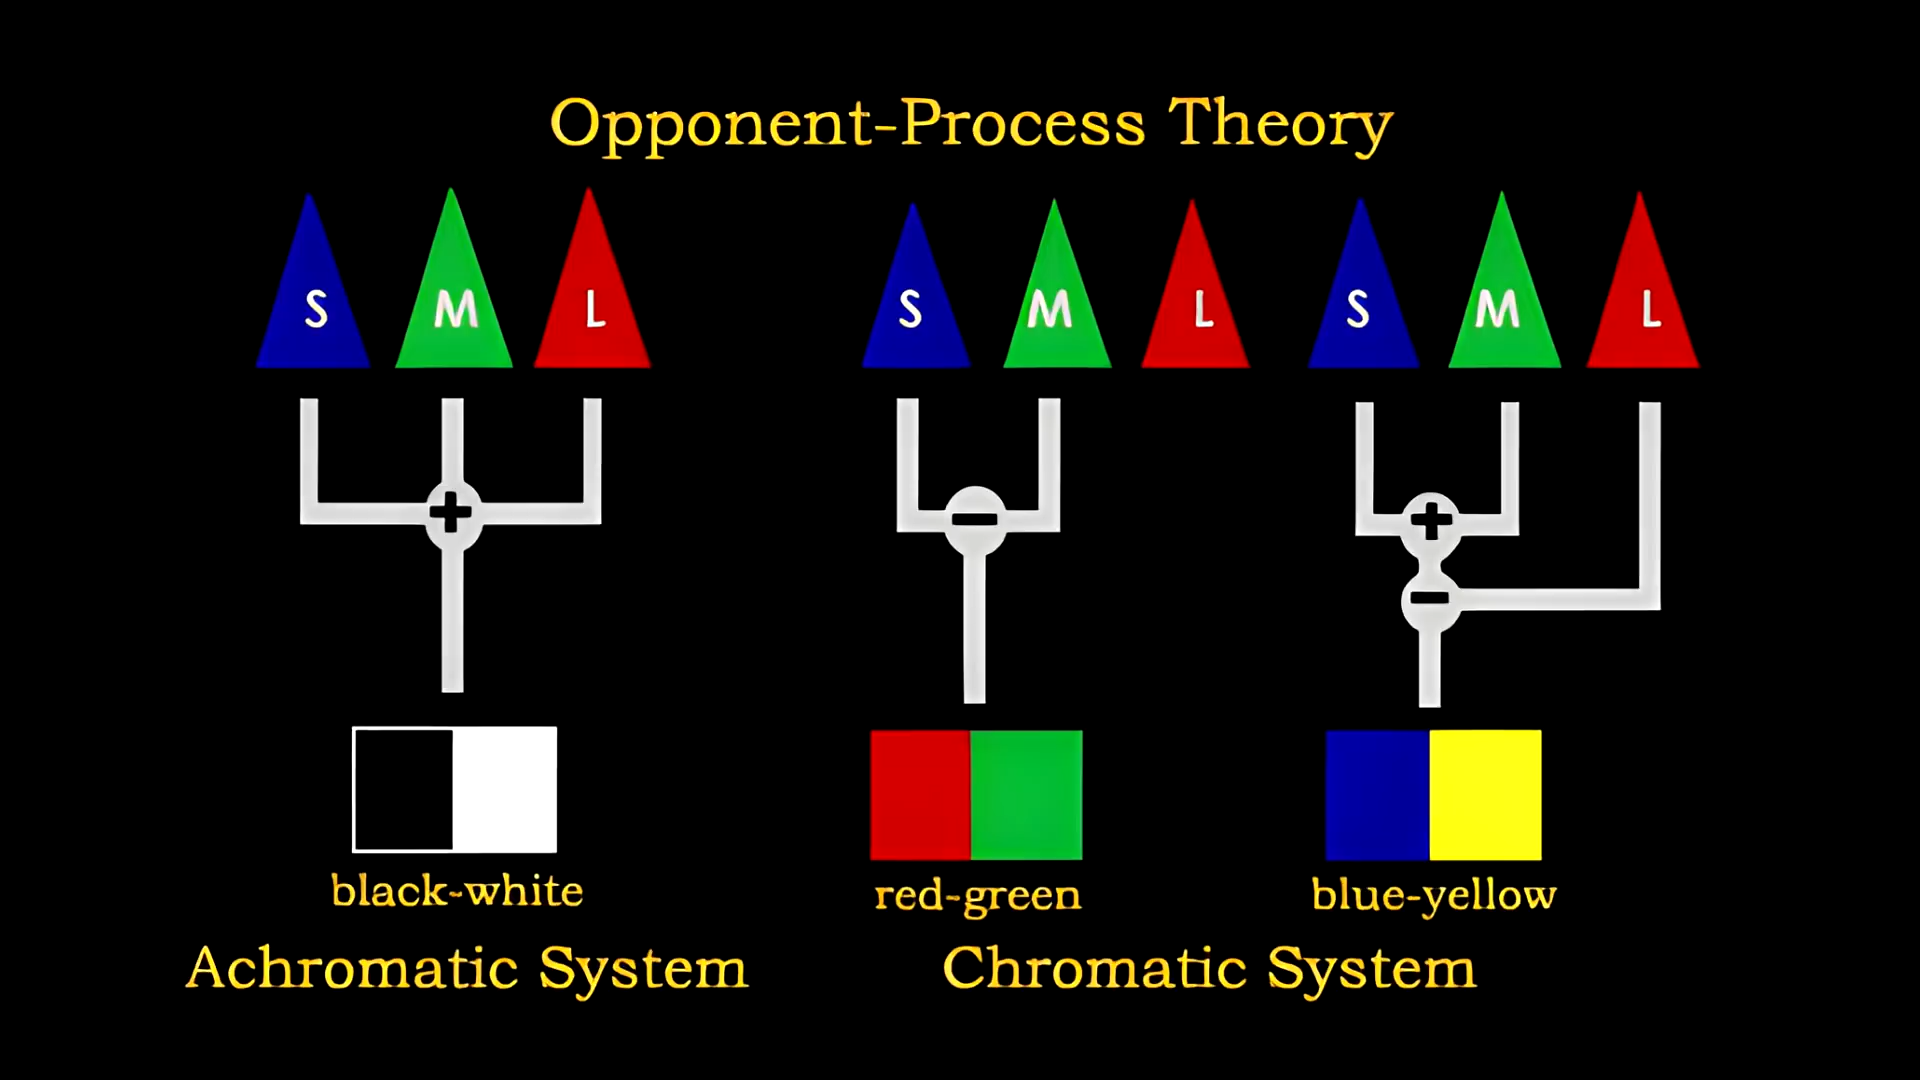 Opponent-Process Theory
S M L S M L S M L
+ - +
-
black-white red-green blue-yellow
Achromatic System Chromatic System